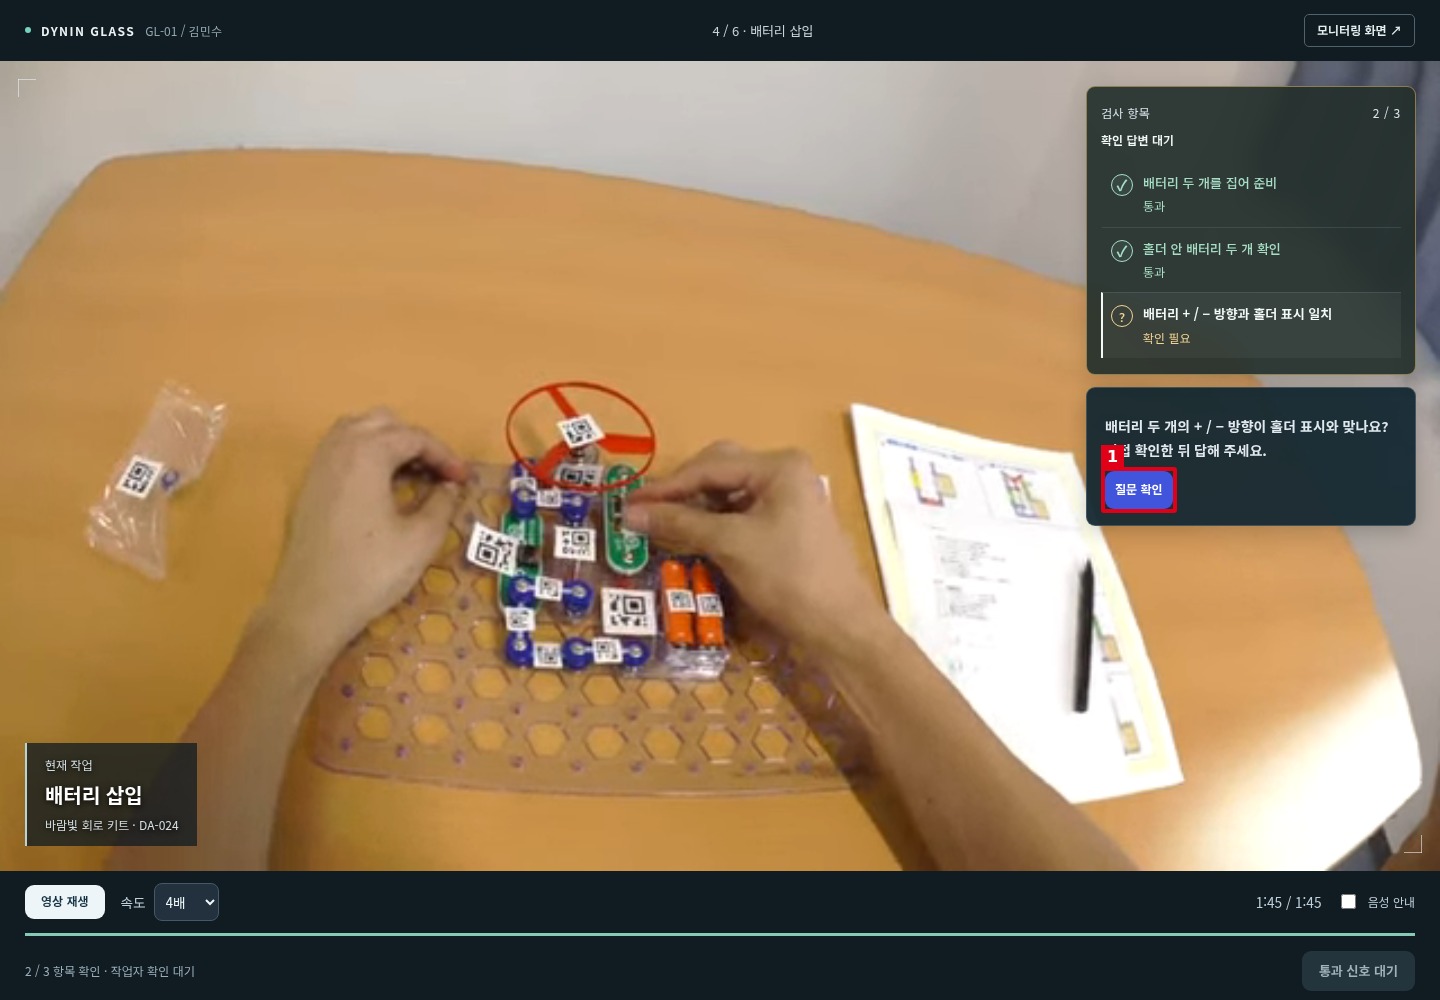 DYNIN GLASS GL-01 / 김민수
4 / 6 · 배터리 삽입
모니터링 화면 ↗
검사 항목 2 / 3
확인 답변 대기
배터리 두 개를 집어 준비
통과
홀더 안 배터리 두 개 확인
통과
? 배터리 + / − 방향과 홀더 표시 일치
확인 필요
배터리 두 개의 + / − 방향이 홀더 표시와 맞나요?
확인한 뒤 답해 주세요.
1
질문 확인
현재 작업
배터리 삽입
바람빛 회로 키트 · DA-024
영상 재생 속도 4배
1:45 / 1:45 음성 안내
2 / 3 항목 확인 · 작업자 확인 대기
통과 신호 대기